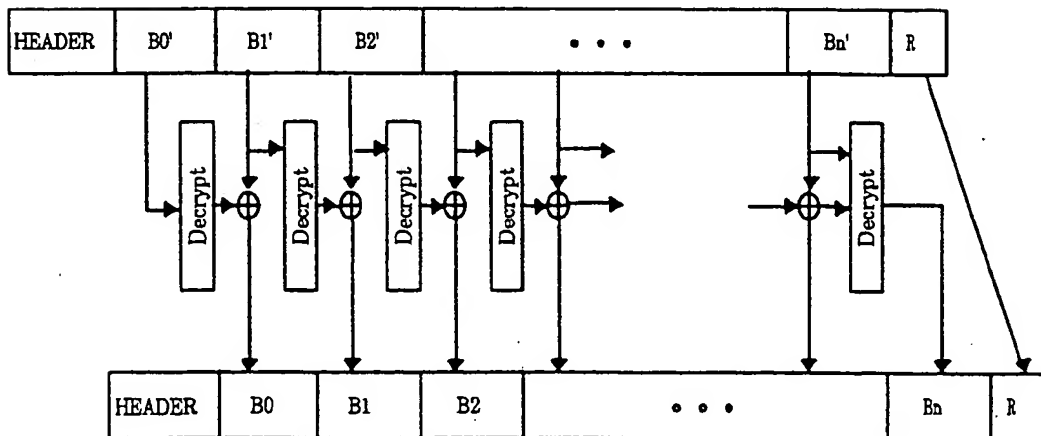 HEADER B0' B1' B2' • • • Bn' R
Decrypt Decrypt Decrypt Decrypt Decrypt
HEADER B0 B1 B2 • • • Bn R